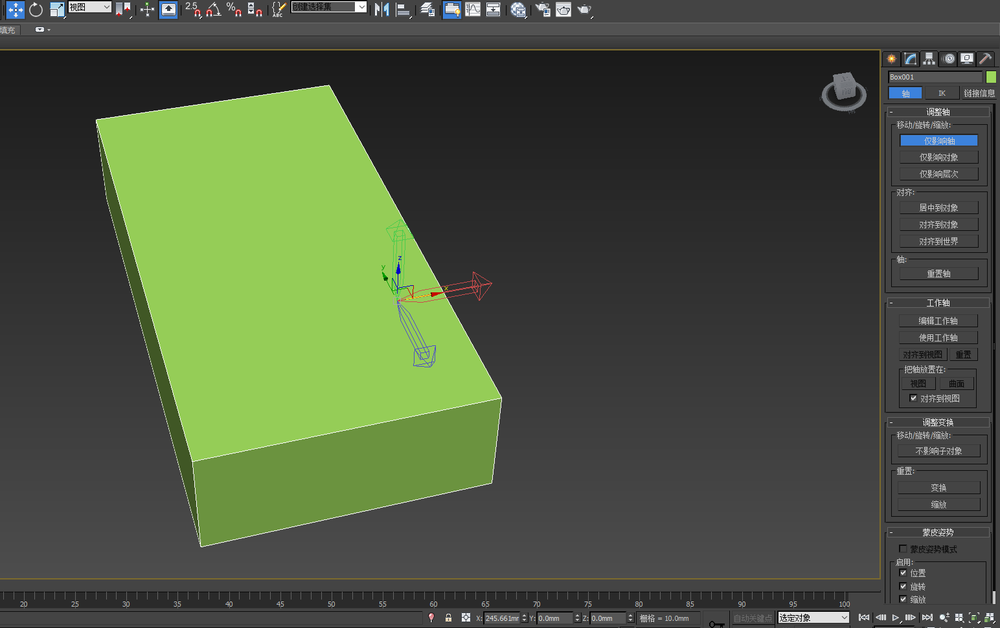 视图
2.5
%
ABC
创建选择集
填充
Box001
轴 IK 链接信息
- 调整轴
移动/旋转/缩放:
仅影响轴
仅影响对象
仅影响层次
对齐:
居中到对象
对齐到对象
对齐到世界
轴:
重置轴
- 工作轴
编辑工作轴
使用工作轴
对齐到视图 重置
把轴放置在:
视图 曲面
对齐到视图
- 调整变换
移动/旋转/缩放:
不影响子对象
重置:
变换
缩放
- 蒙皮姿势
蒙皮姿势模式
启用:
位置
旋转
缩放
z
y
x
20 25 30 35 40 45 50 55 60 65 70 75 80 85 90 95 100
X: 245.661mm Y: 0.0mm Z: 0.0mm 栅格 = 10.0mm 自动关键点 选定对象